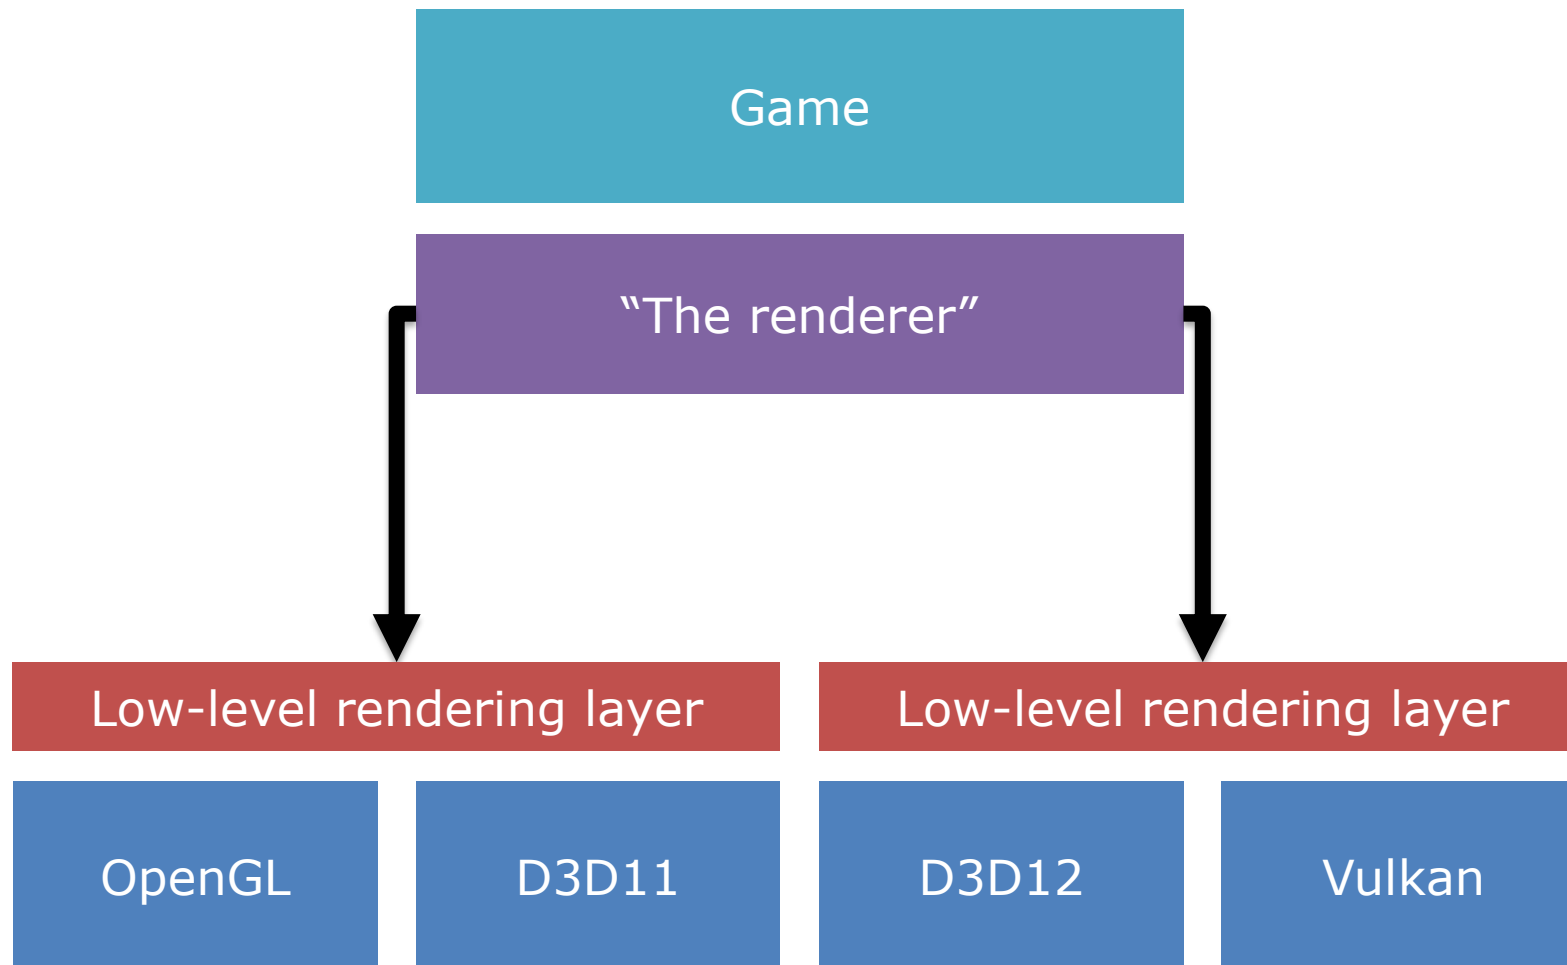 Game
“The renderer”
Low-level rendering layer
Low-level rendering layer
OpenGL
D3D11
D3D12
Vulkan